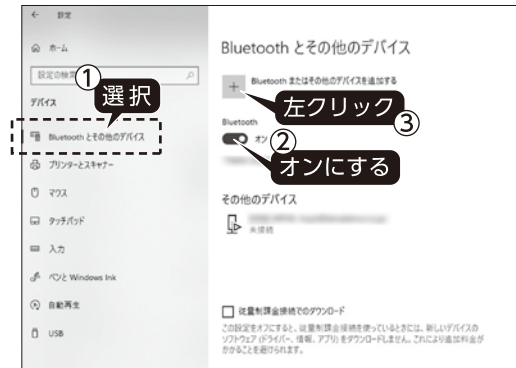 ← 設定
ホーム
設定の検索
① 選択
デバイス
Bluetooth とその他のデバイス
プリンターとスキャナー
マウス
タッチパッド
入力
ペンと Windows Ink
自動再生
USB
Bluetooth とその他のデバイス
Bluetooth またはその他のデバイスを追加する
左クリック ③
Bluetooth
オン ②
オンにする
その他のデバイス
未接続
従量制課金接続でのダウンロード
この設定をオフにすると、従量制課金接続を使っているときには、新しいデバイスの
ソフトウェア (ドライバー、情報、アプリ) をダウンロードしません。これにより追加料金が
かかることを避けられます。